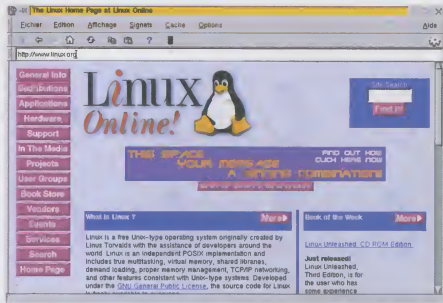 The Linux Home Page at Linux Online
Fichier Edition Affichage Signets Cache Options Aide
?
http://www.linux.org
General Info
Distributions
Applications
Hardware
Support
In The Media
Projects
User Groups
Book Store
Vendors
Events
Services
Search
Home Page
Linux
Online!
Site Search
Find It!
THIS SPACE
YOUR MESSAGE
A WINNING COMBINATION!
FIND OUT HOW
CLICK HERE NOW
What is Linux ? More
Linux is a free Unix-type operating system originally created by
Linus Torvalds with the assistance of developers around the
world. Linux is an independent POSIX implementation and
includes true multitasking, virtual memory, shared libraries,
demand loading, proper memory management, TCP/IP networking,
and other features consistent with Unix-type systems. Developed
under the GNU General Public License, the source code for Linux
Book of the Week More
Linux Unleashed, CD ROM Edition
Just released!
Linux Unleashed,
Third Edition, is for
the user who has
some experience